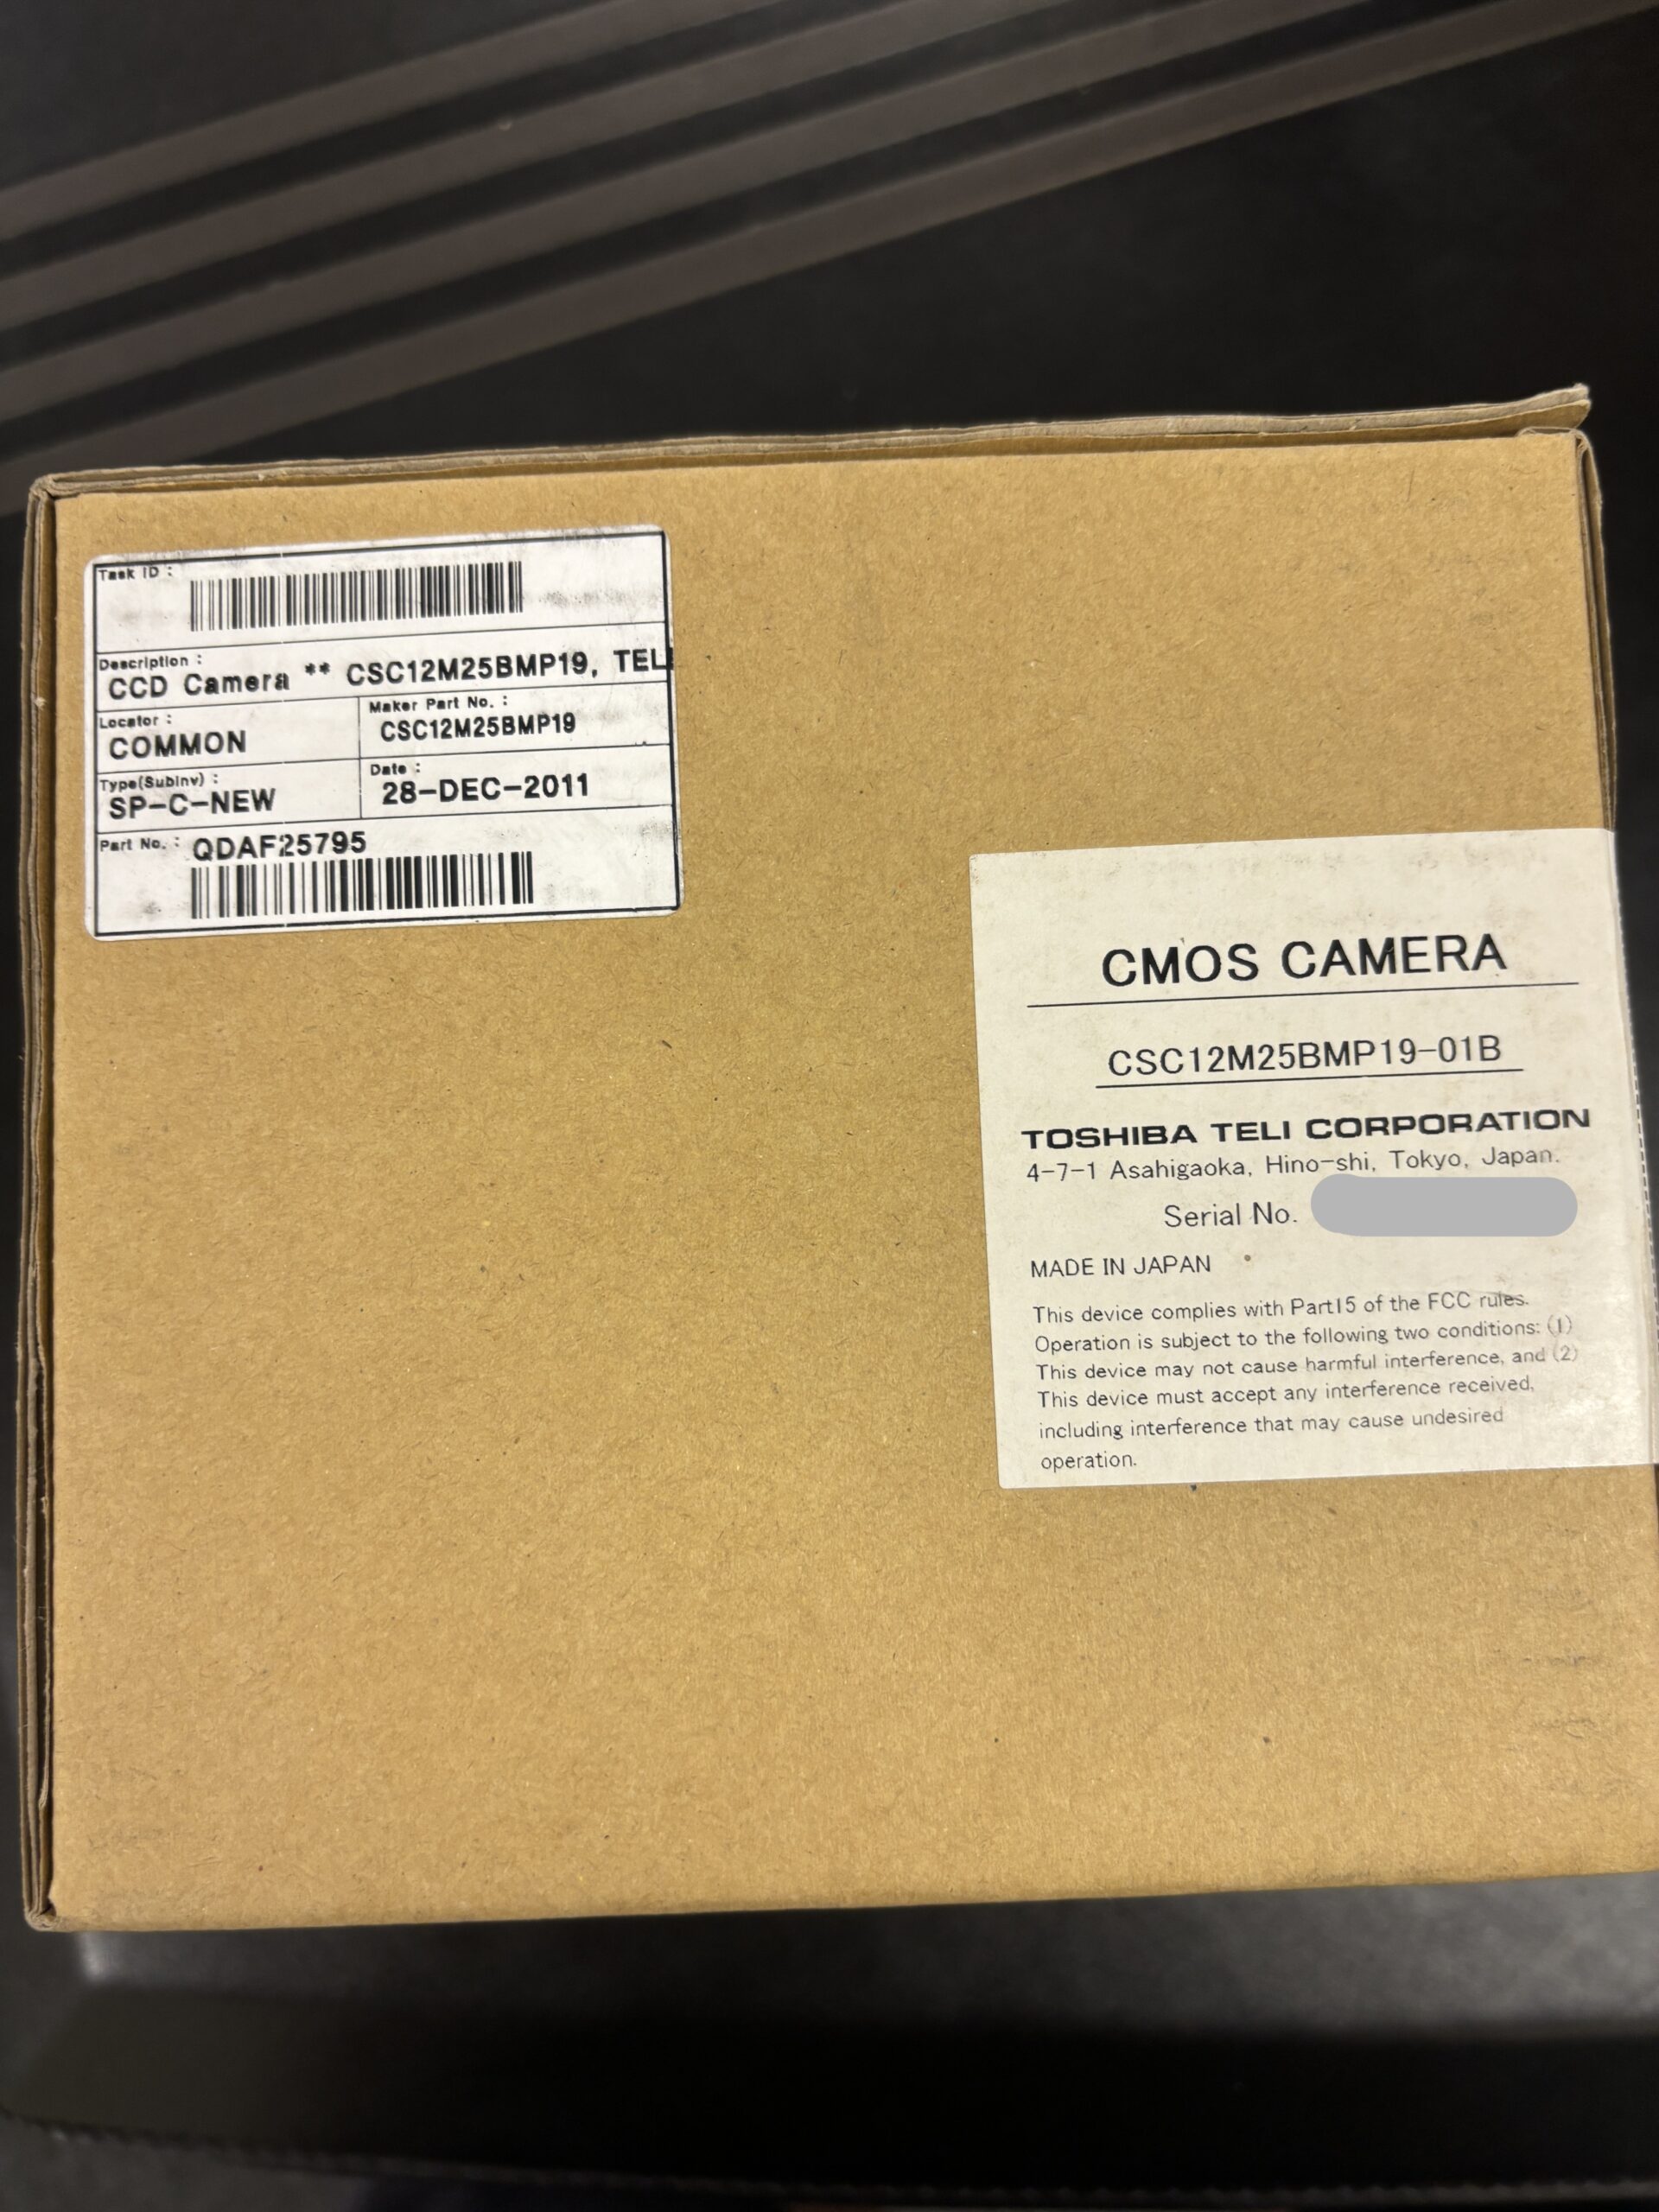 Task ID :
Description :
CCD Camera ** CSC12M25BMP19, TELI
Locator :
COMMON
Maker Part No. :
CSC12M25BMP19
Type(SubInv) :
SP-C-NEW
Date :
28-DEC-2011
Part No. : QDAF25795
CMOS CAMERA
CSC12M25BMP19-01B
TOSHIBA TELI CORPORATION
4-7-1 Asahigaoka, Hino-shi, Tokyo, Japan.
Serial No.
MADE IN JAPAN
This device complies with Part15 of the FCC rules.
Operation is subject to the following two conditions: (1)
This device may not cause harmful interference, and (2)
This device must accept any interference received,
including interference that may cause undesired
operation.